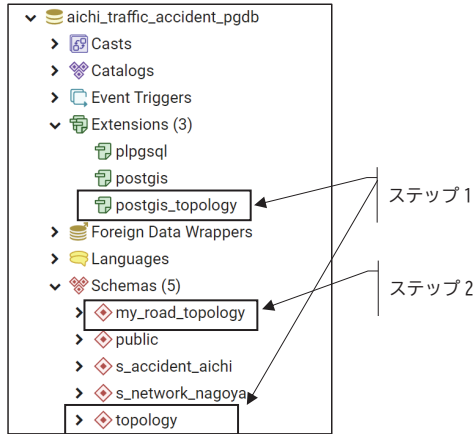 aichi_traffic_accident_pgdb
Casts
Catalogs
Event Triggers
Extensions (3)
plpgsql
postgis
postgis_topology
ステップ1
Foreign Data Wrappers
Languages
Schemas (5)
ステップ2
my_road_topology
public
s_accident_aichi
s_network_nagoya
topology